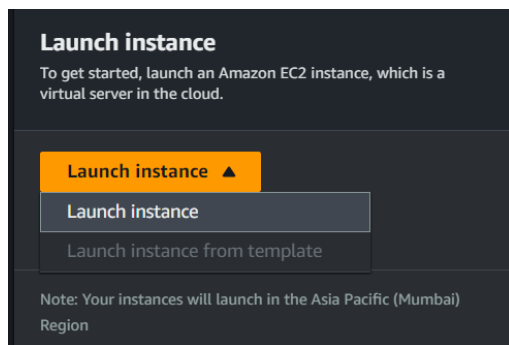 Launch instance
To get started, launch an Amazon EC2 instance, which is a
virtual server in the cloud.
Launch instance
Launch instance
Launch instance from template
Note: Your instances will launch in the Asia Pacific (Mumbai)
Region